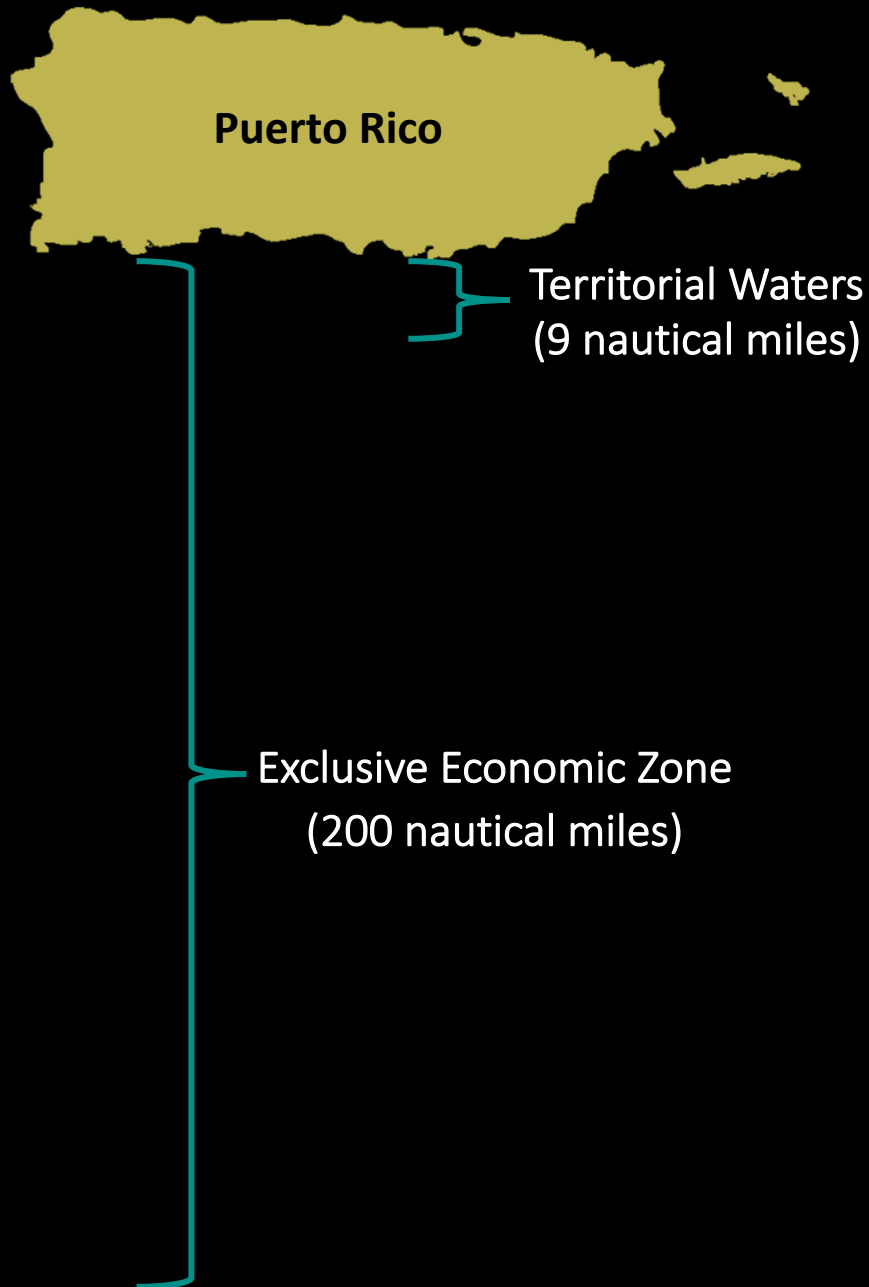 Puerto Rico
Territorial Waters
(9 nautical miles)
Exclusive Economic Zone
(200 nautical miles)